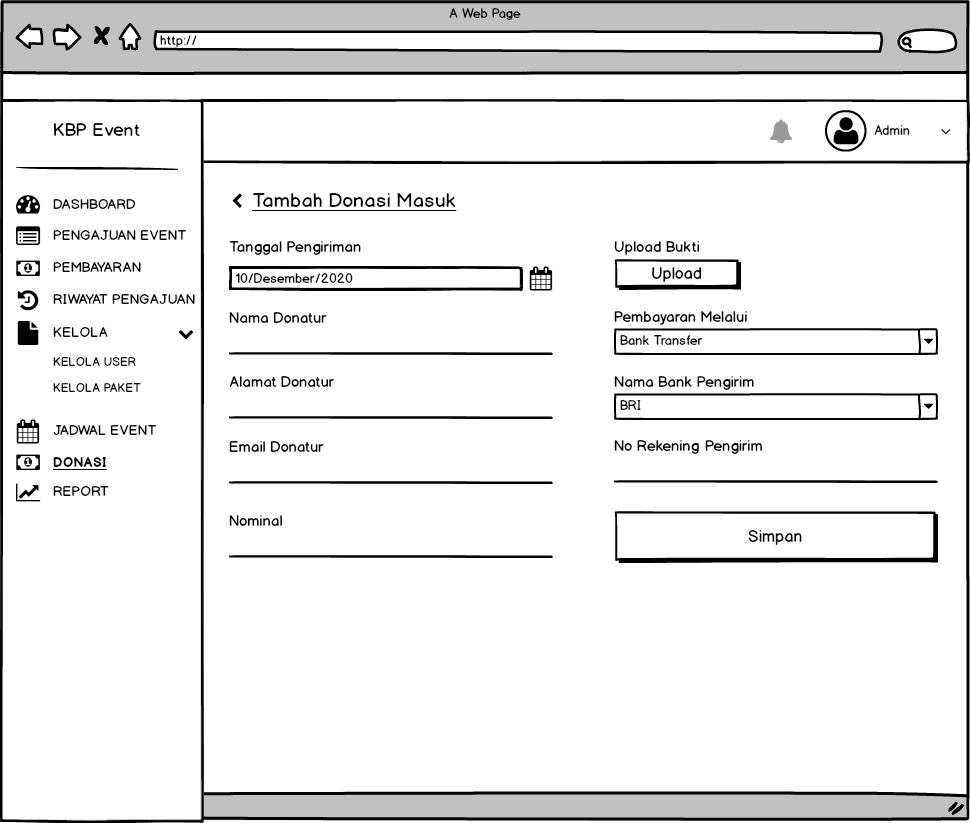 A Web Page
http://
KBP Event
Admin
DASHBOARD
PENGAJUAN EVENT
PEMBAYARAN
RIWAYAT PENGAJUAN
KELOLA
KELOLA USER
KELOLA PAKET
JADWAL EVENT
DONASI
REPORT
Tambah Donasi Masuk
Tanggal Pengiriman
10/Desember/2020
Nama Donatur
Alamat Donatur
Email Donatur
Nominal
Upload Bukti
Upload
Pembayaran Melalui
Bank Transfer
Nama Bank Pengirim
BRI
No Rekening Pengirim
Simpan